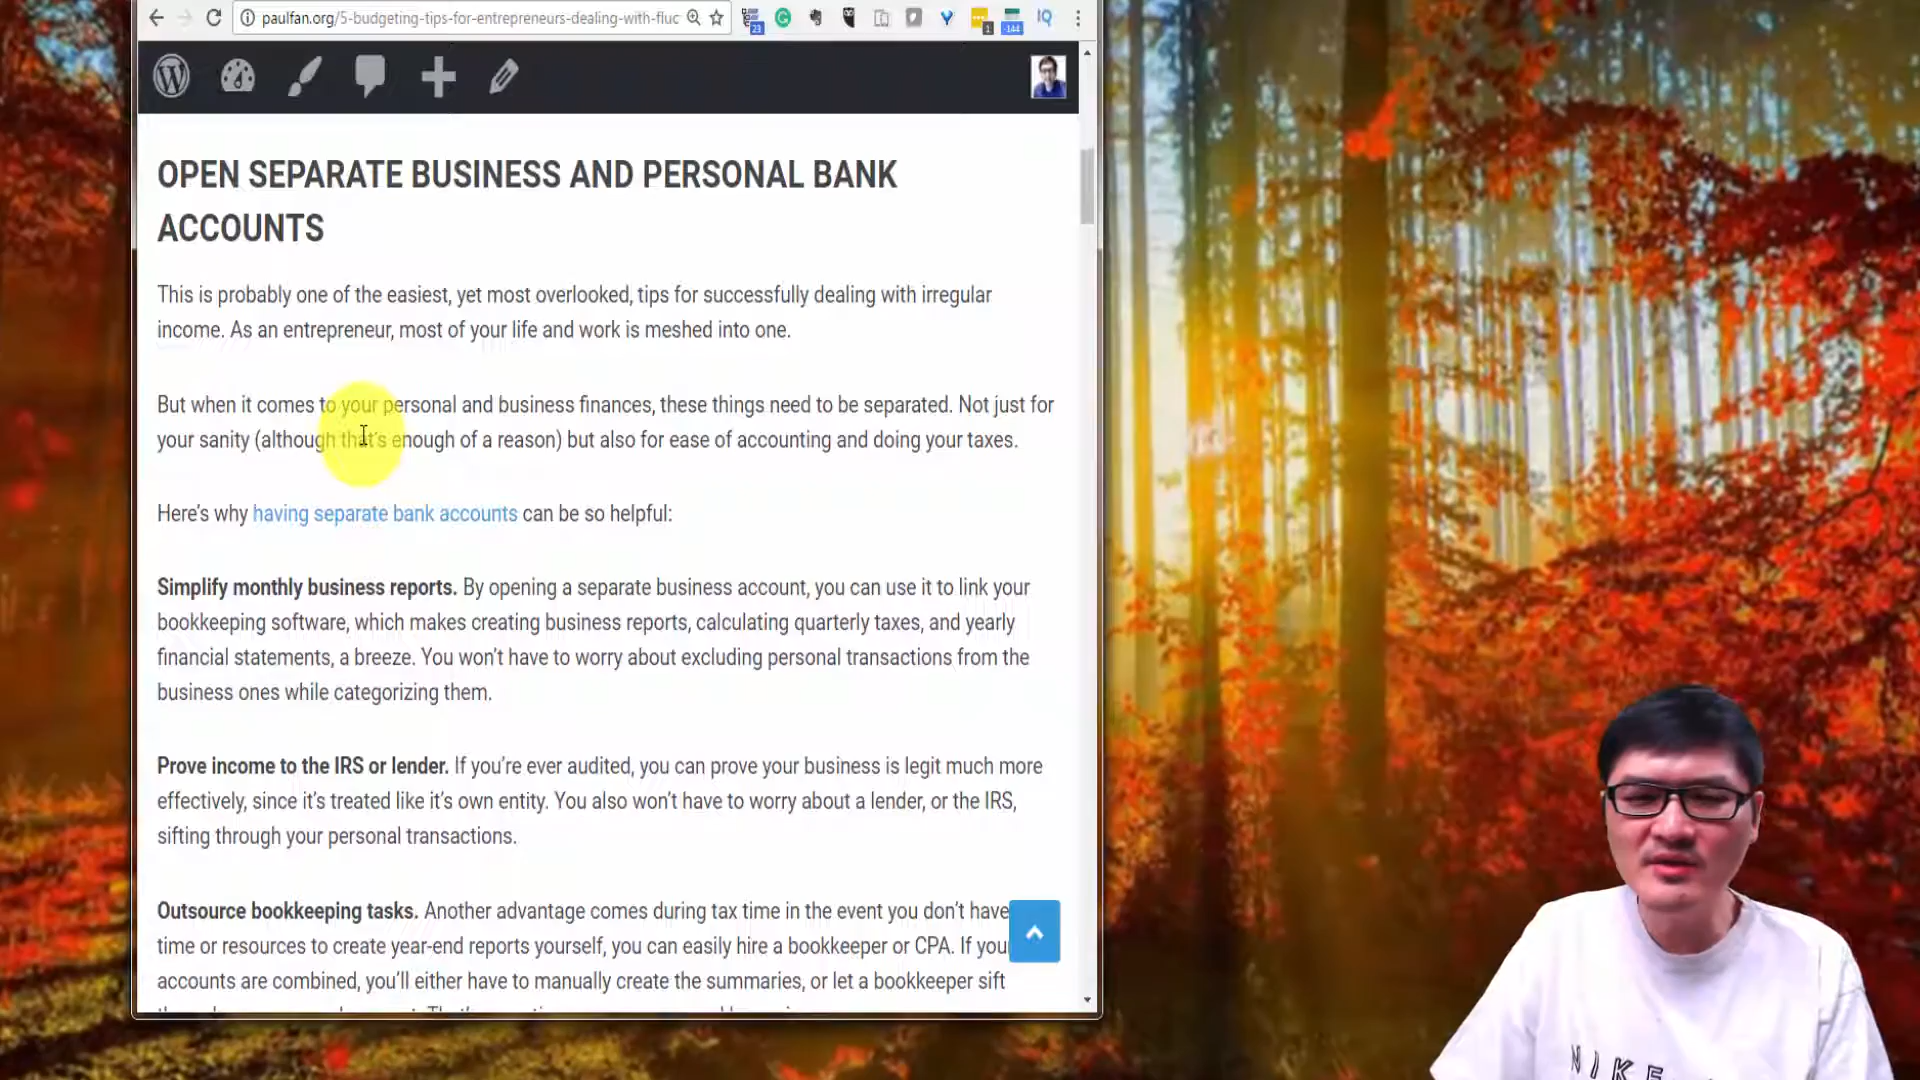 paulfan.org/5-budgeting-tips-for-entrepreneurs-dealing-with-fluc
23
1
-144
IQ
OPEN SEPARATE BUSINESS AND PERSONAL BANK
ACCOUNTS
This is probably one of the easiest, yet most overlooked, tips for successfully dealing with irregular
income. As an entrepreneur, most of your life and work is meshed into one.
But when it comes to your personal and business finances, these things need to be separated. Not just for
your sanity (although that's enough of a reason) but also for ease of accounting and doing your taxes.
Here's why having separate bank accounts can be so helpful:
Simplify monthly business reports. By opening a separate business account, you can use it to link your
bookkeeping software, which makes creating business reports, calculating quarterly taxes, and yearly
financial statements, a breeze. You won't have to worry about excluding personal transactions from the
business ones while categorizing them.
Prove income to the IRS or lender. If you're ever audited, you can prove your business is legit much more
effectively, since it's treated like it's own entity. You also won't have to worry about a lender, or the IRS,
sifting through your personal transactions.
Outsource bookkeeping tasks. Another advantage comes during tax time in the event you don't have
time or resources to create year-end reports yourself, you can easily hire a bookkeeper or CPA. If you
accounts are combined, you'll either have to manually create the summaries, or let a bookkeeper sift
NIKE